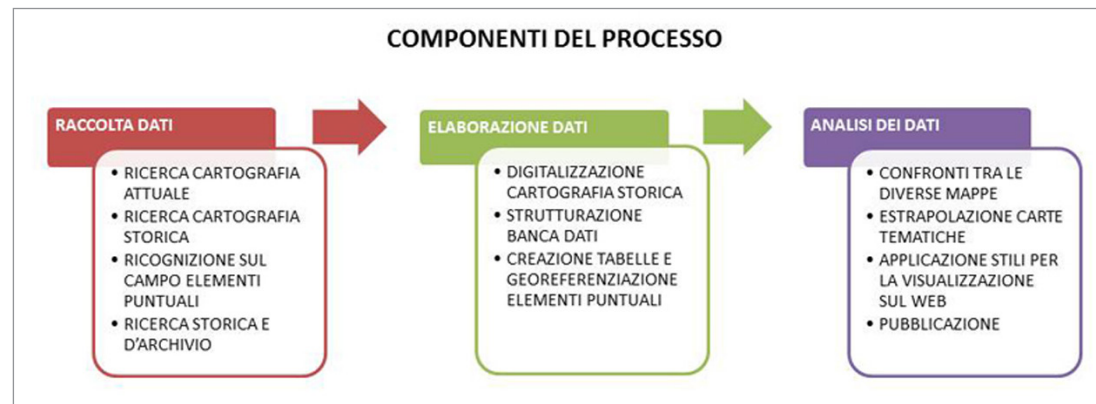 COMPONENTI DEL PROCESSO
RACCOLTA DATI
• RICERCA CARTOGRAFIA
ATTUALE
• RICERCA CARTOGRAFIA
STORICA
• RICOGNIZIONE SUL
CAMPO ELEMENTI
PUNTUALI
• RICERCA STORICA E
D'ARCHIVIO
ELABORAZIONE DATI
• DIGITALIZZAZIONE
CARTOGRAFIA STORICA
• STRUTTURAZIONE
BANCA DATI
• CREAZIONE TABELLE E
GEOREFERENZIAZIONE
ELEMENTI PUNTUALI
ANALISI DEI DATI
• CONFRONTI TRA LE
DIVERSE MAPPE
• ESTRAPOLAZIONE CARTE
TEMATICHE
• APPLICAZIONE STILI PER
LA VISUALIZZAZIONE
SUL WEB
• PUBBLICAZIONE